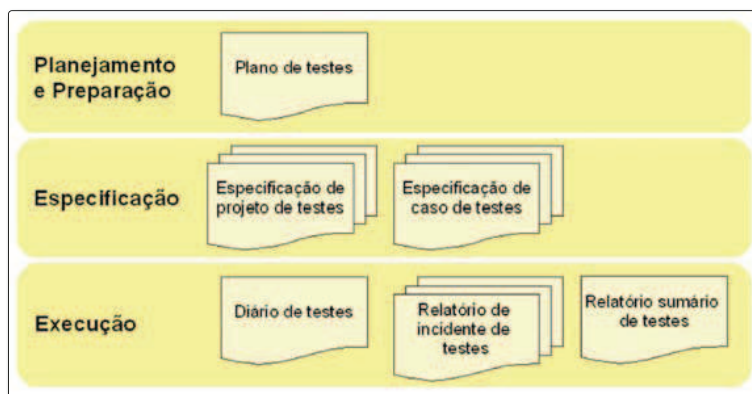 Planejamento
e Preparação
Plano de testes
Especificação
Especificação de
projeto de testes
Especificação de
caso de testes
Execução
Diário de testes
Relatório de
incidente de
testes
Relatório sumário
de testes